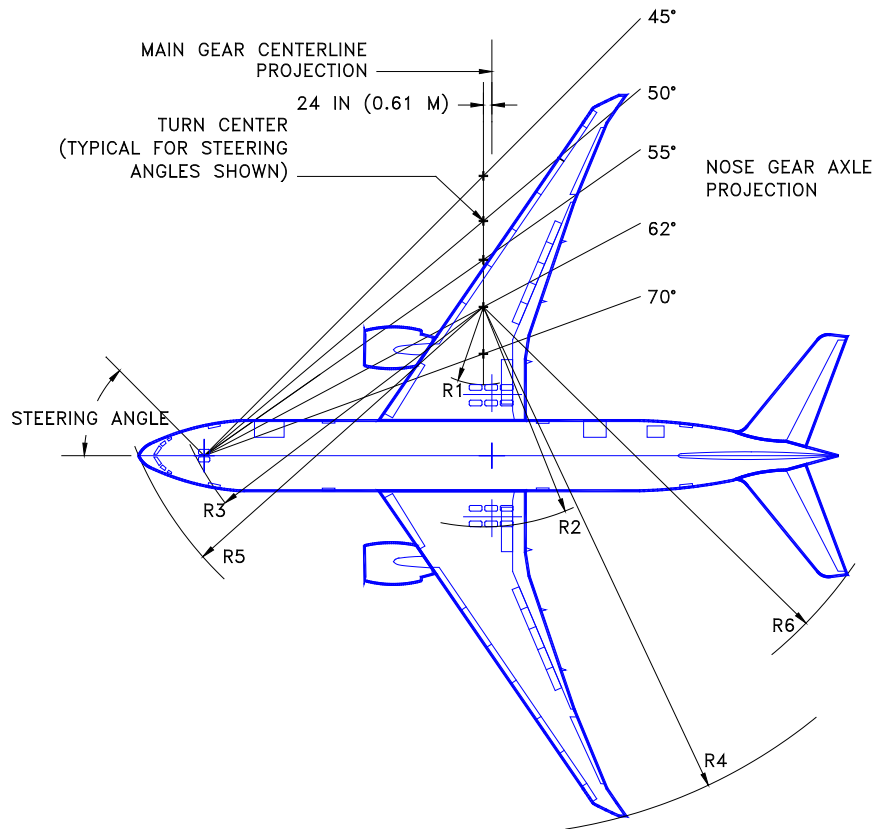 45°
MAIN GEAR CENTERLINE
PROJECTION
50°
24 IN (0.61 M)
TURN CENTER
(TYPICAL FOR STEERING
ANGLES SHOWN)
55°
NOSE GEAR AXLE
PROJECTION
62°
70°
R1
STEERING ANGLE
R3
R2
R5
R6
R4